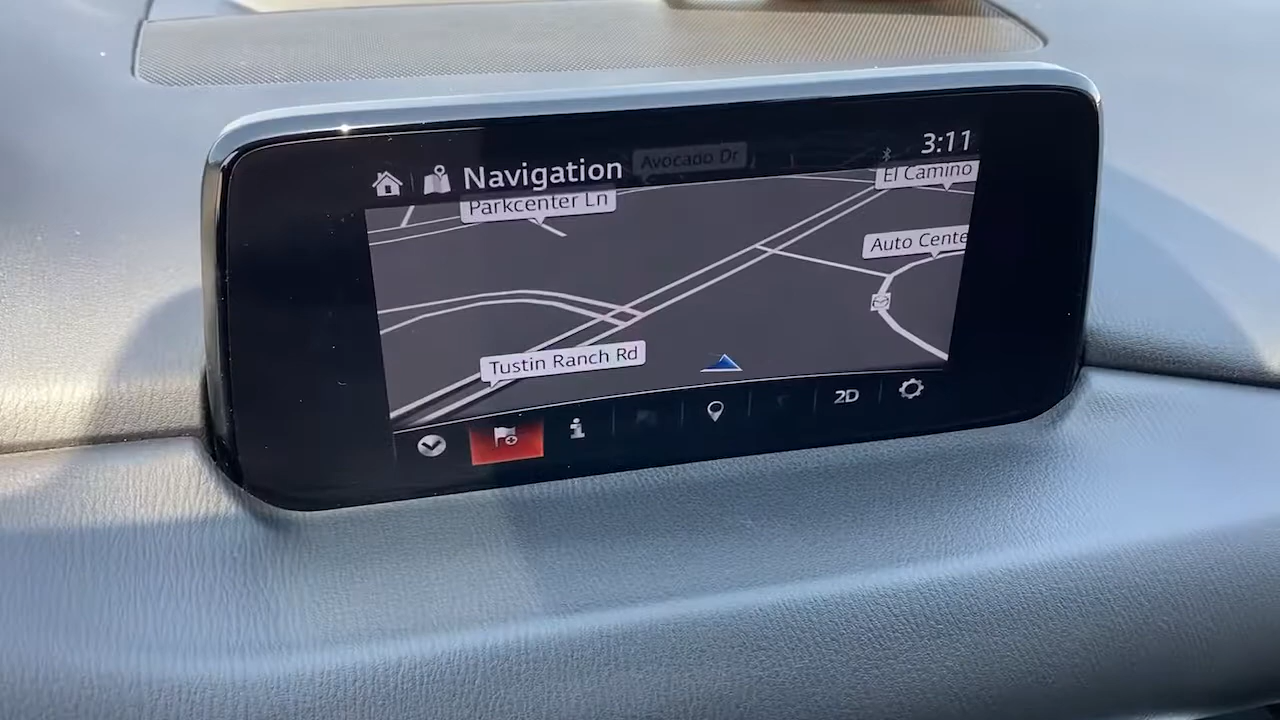 Navigation
Avocado Dr
3:11
Parkcenter Ln
El Camino
Auto Cente
Tustin Ranch Rd
2D